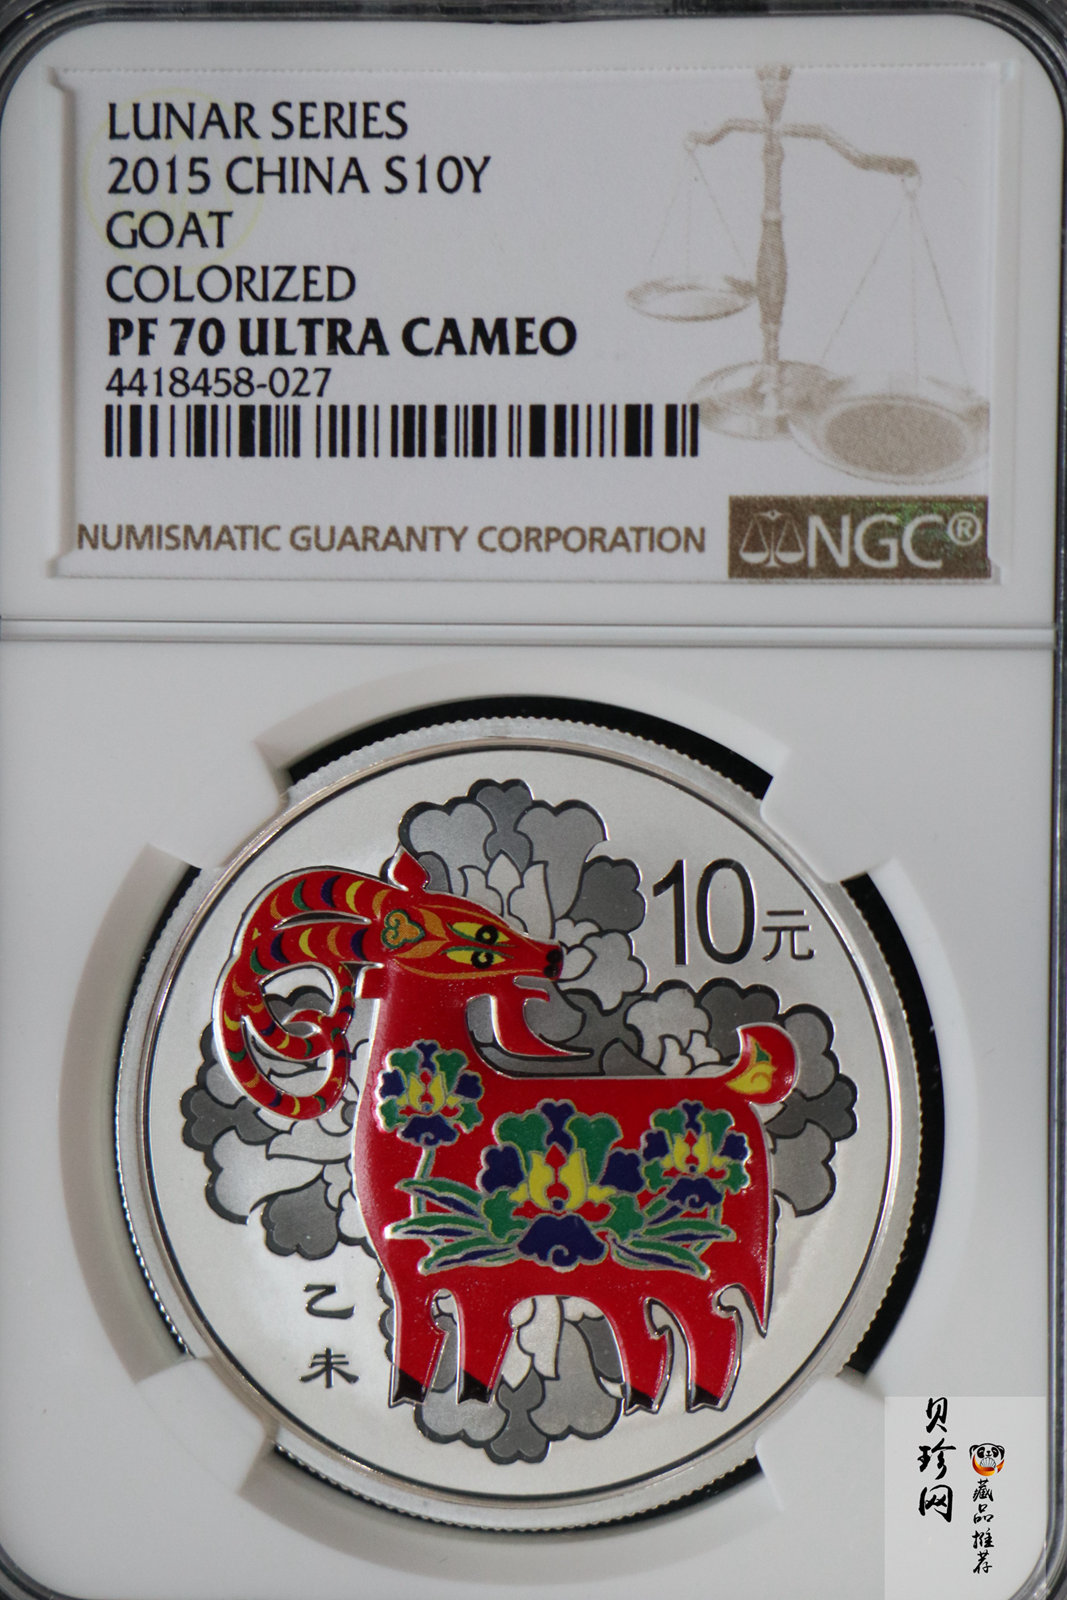 LUNAR SERIES
2015 CHINA S10Y
GOAT
COLORIZED
PF 70 ULTRA CAMEO
4418458-027
NUMISMATIC GUARANTY CORPORATION
NGC®
10元
乙未
贝珍网
藏品推荐